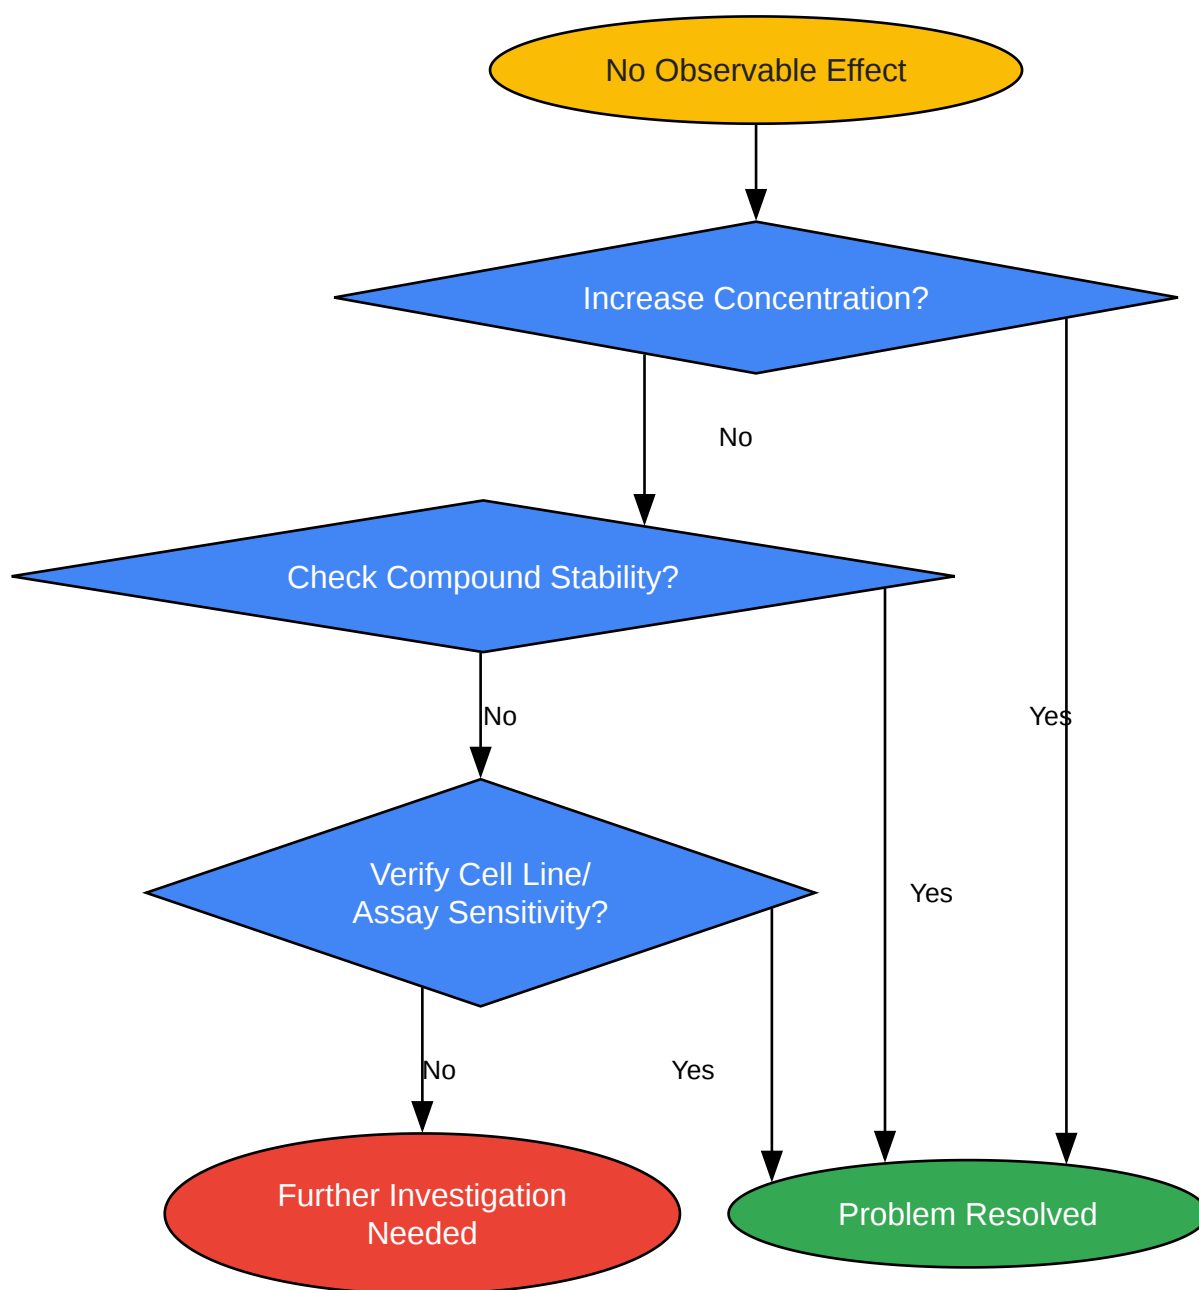 No Observable Effect
Increase Concentration?
No
Check Compound Stability?
No
Yes
Verify Cell Line/
Assay Sensitivity?
Yes
No
Yes
Further Investigation
Needed
Problem Resolved